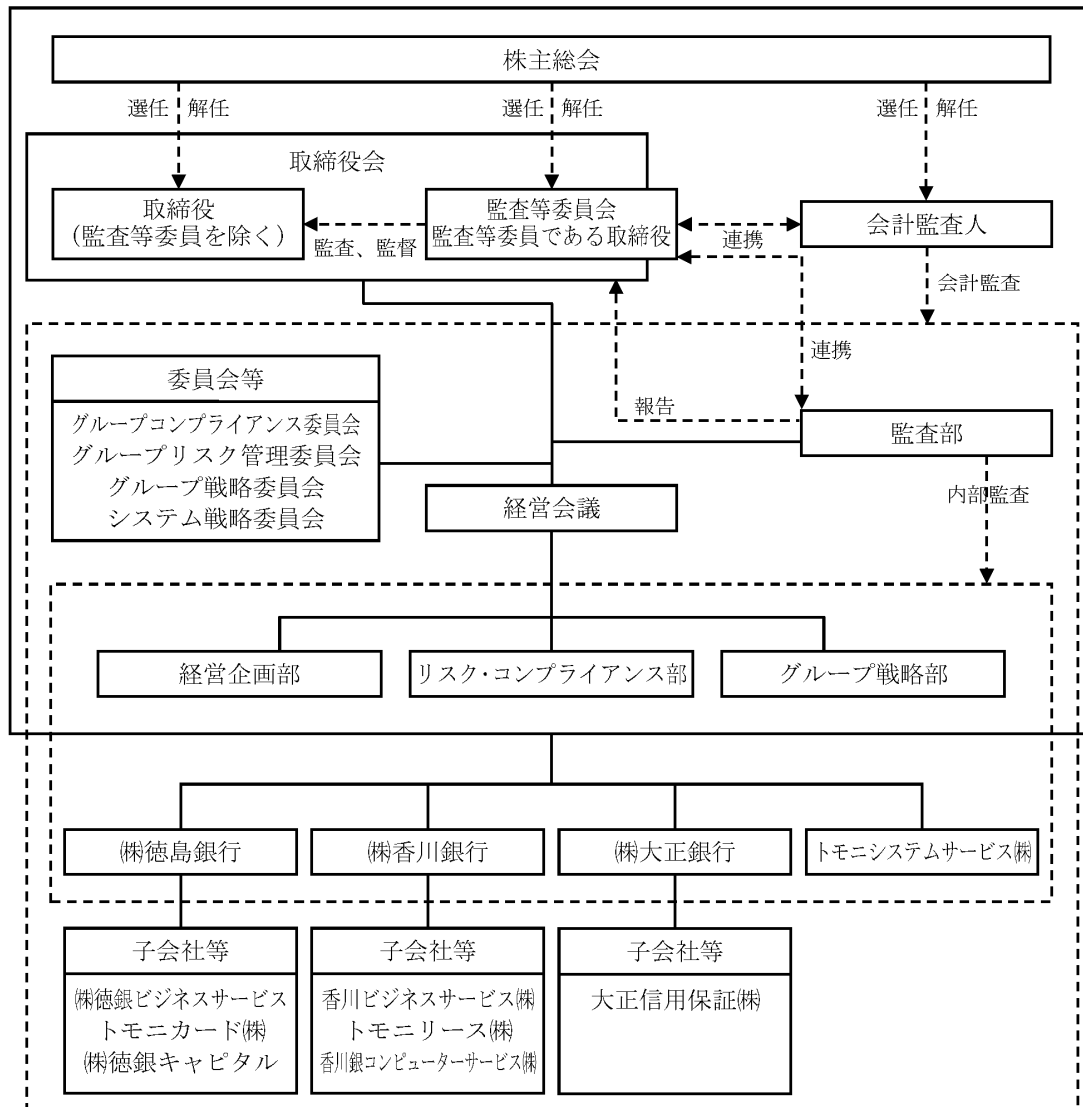 株主総会
選任
解任
選任
解任
選任
解任
取締役会
取締役
（監査等委員を除く）
監査、監督
監査等委員会
監査等委員である取締役
連携
会計監査人
会計監査
連携
報告
委員会等
グループコンプライアンス委員会
グループリスク管理委員会
グループ戦略委員会
システム戦略委員会
監査部
内部監査
経営会議
経営企画部
リスク・コンプライアンス部
グループ戦略部
㈱徳島銀行
㈱香川銀行
㈱大正銀行
トモニシステムサービス㈱
子会社等
㈱徳銀ビジネスサービス
トモニカード㈱
㈱徳銀キャピタル
子会社等
香川ビジネスサービス㈱
トモニリース㈱
香川銀コンピューターサービス㈱
子会社等
大正信用保証㈱